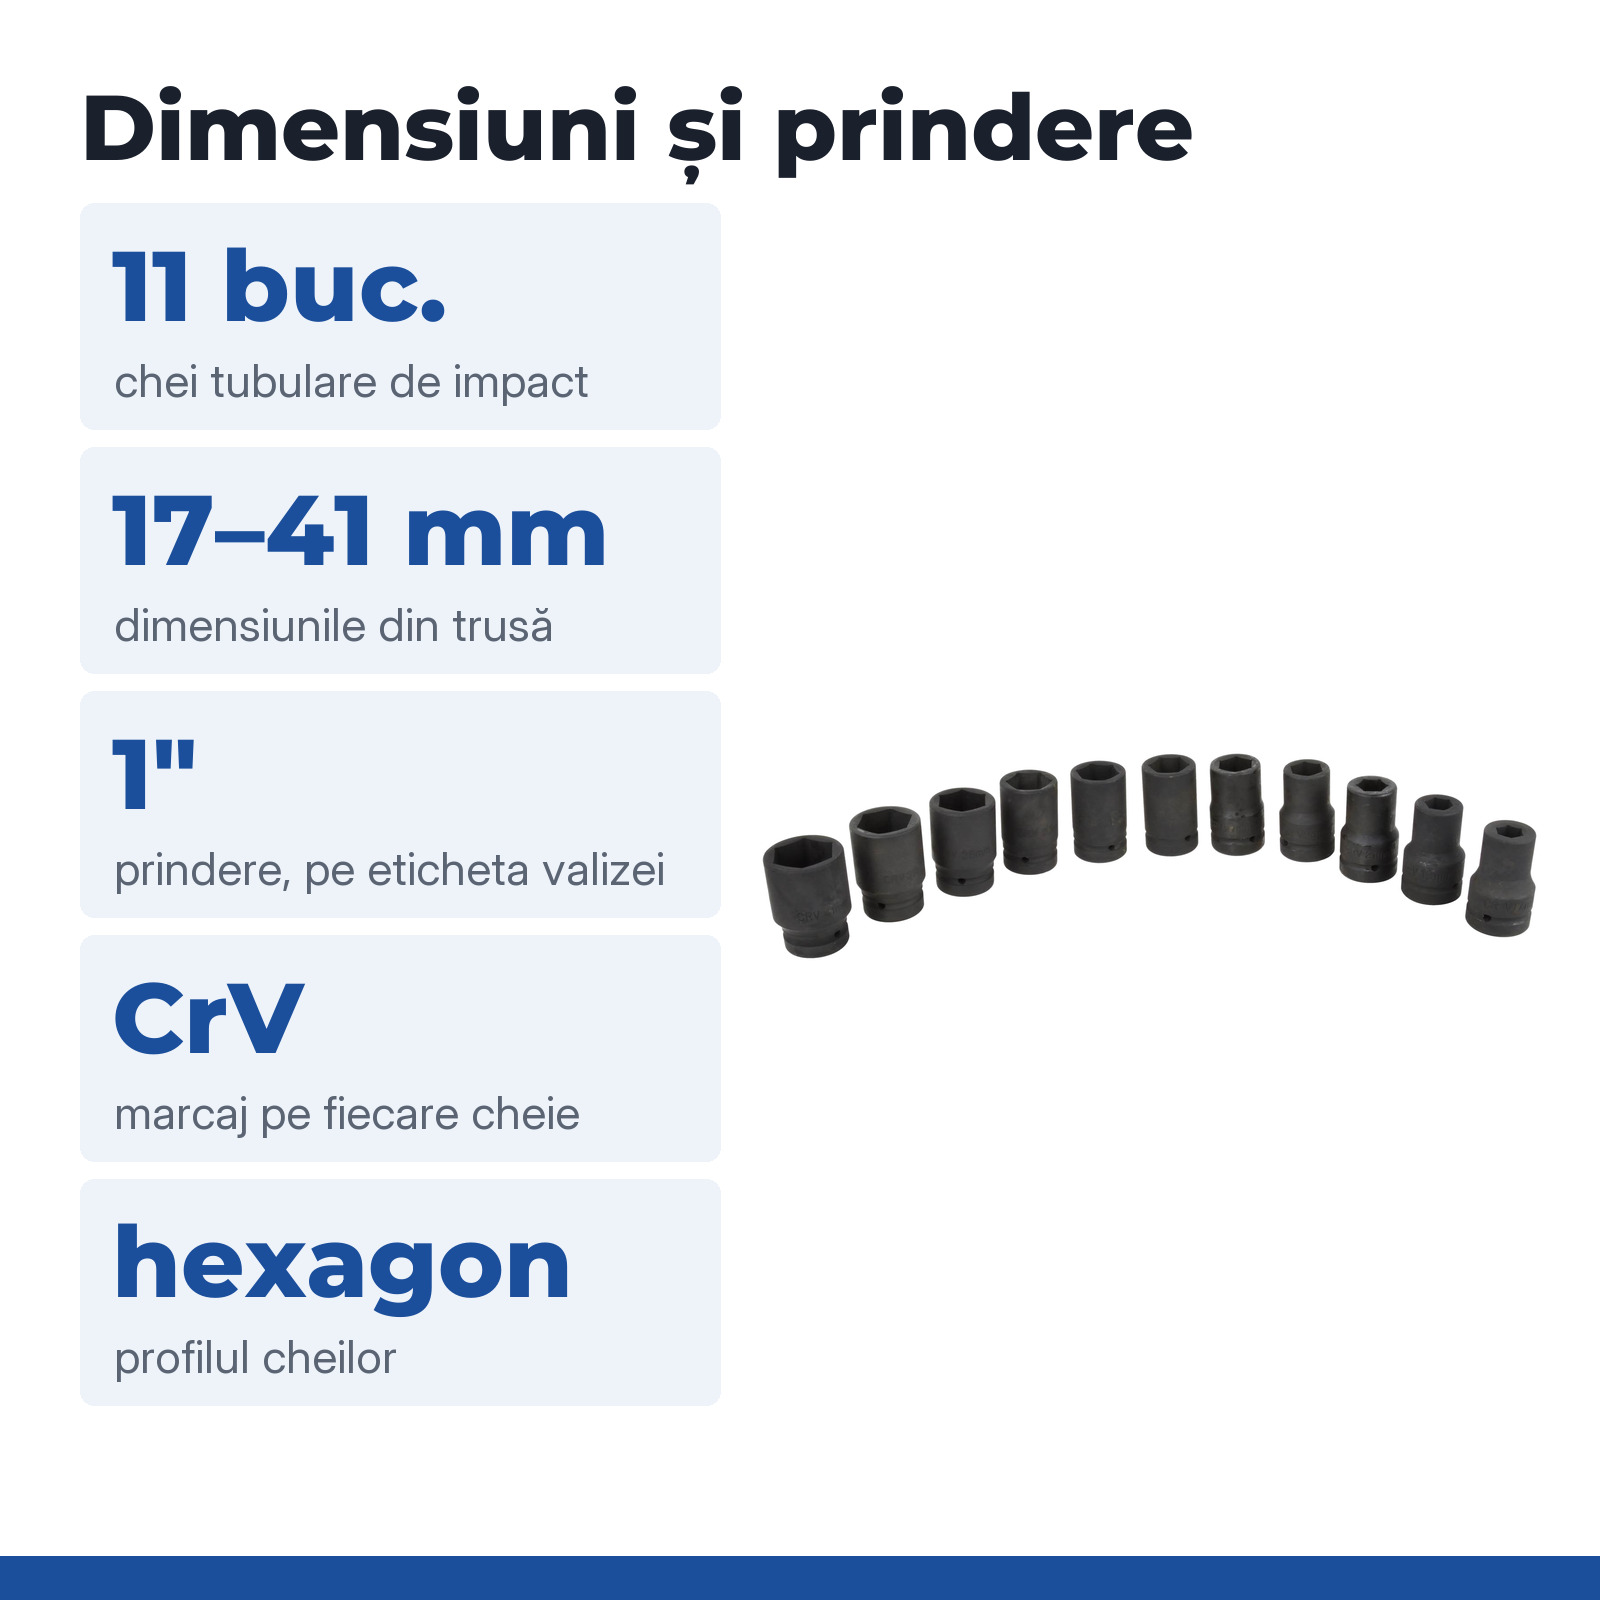 Dimensiuni și prindere
11 buc.
chei tubulare de impact
17–41 mm
dimensiunile din trusă
1"
prindere, pe eticheta valizei
CrV
marcaj pe fiecare cheie
hexagon
profilul cheilor